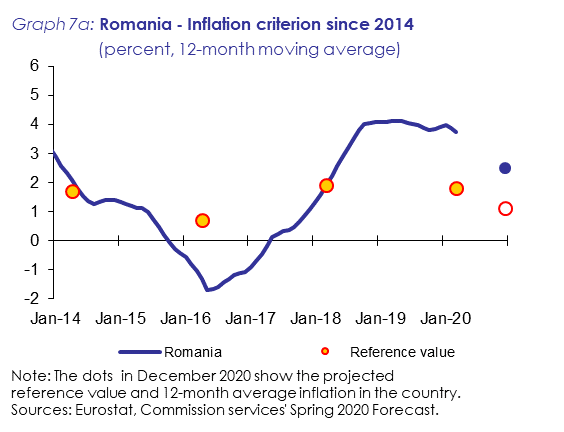 Graph 7a: Romania - Inflation criterion since 2014
(percent, 12-month moving average)
6
5
4
3
2
1
0
-1
-2
Jan-14 Jan-15 Jan-16 Jan-17 Jan-18 Jan-19 Jan-20
Romania Reference value
Note: The dots in December 2020 show the projected
reference value and 12-month average inflation in the country.
Sources: Eurostat, Commission services' Spring 2020 Forecast.